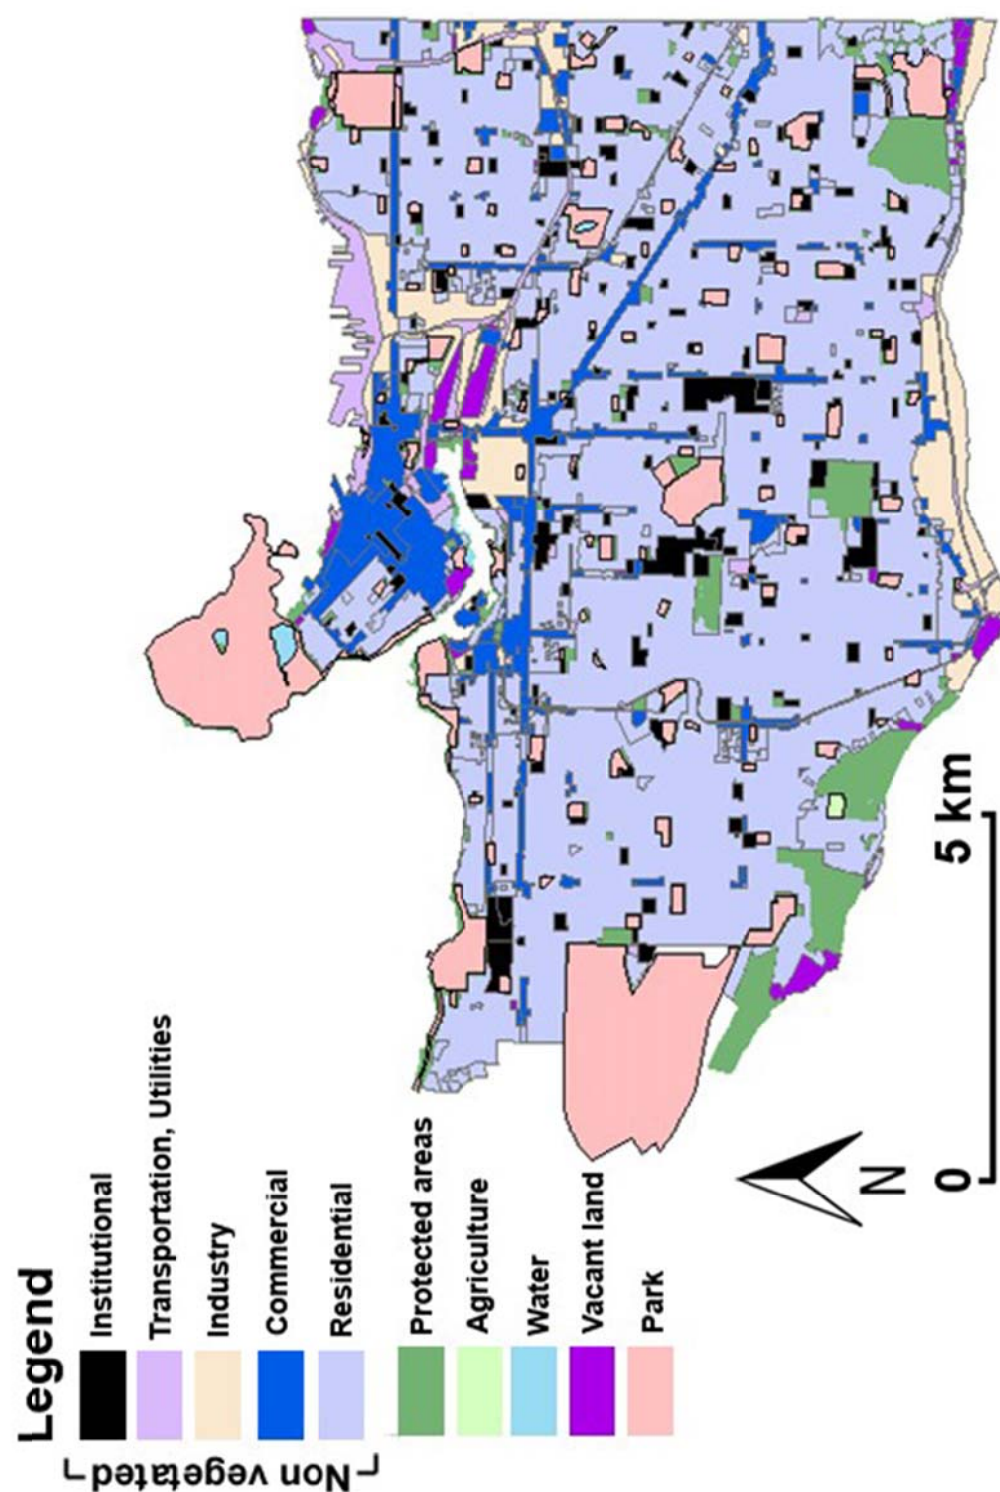 Legend
Non vegetated
Institutional
Transportation, Utilities
Industry
Commercial
Residential
Protected areas
Agriculture
Water
Vacant land
Park
N
0 5 km